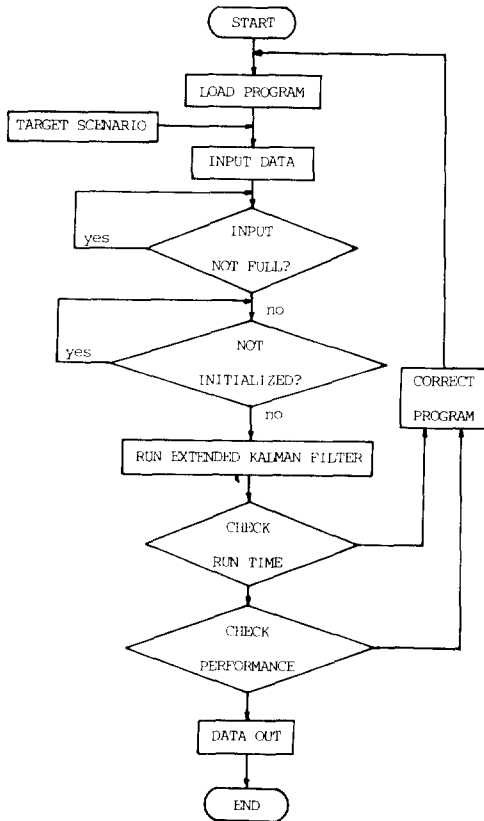 START
LOAD PROGRAM
TARGET SCENARIO
INPUT DATA
INPUT
NOT FULL?
yes
no
NOT
INITIALIZED?
yes
no
CORRECT
PROGRAM
RUN EXTENDED KALMAN FILTER
CHECK
RUN TIME
CHECK
PERFORMANCE
DATA OUT
END